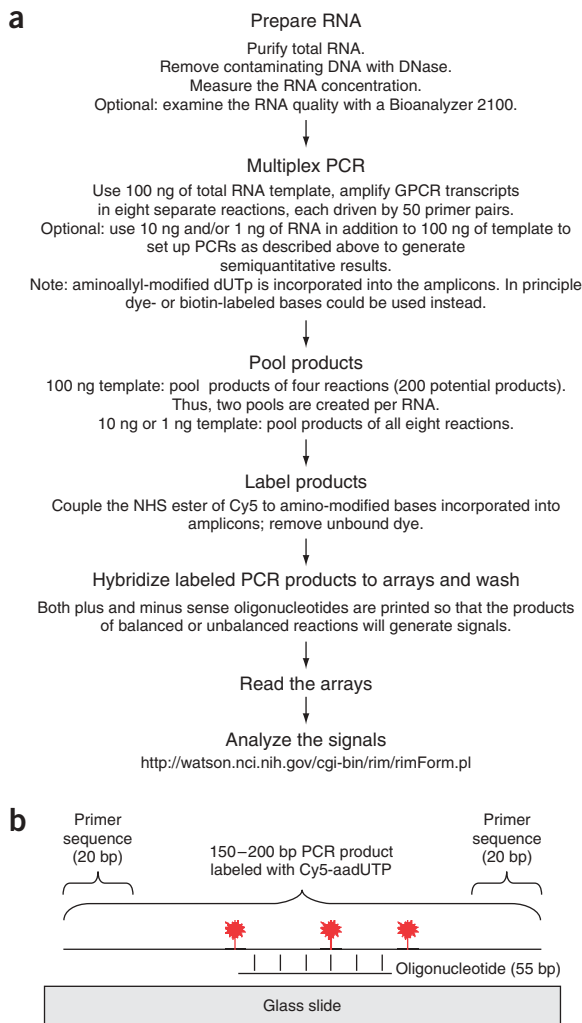 a
Prepare RNA
Purify total RNA.
Remove contaminating DNA with DNase.
Measure the RNA concentration.
Optional: examine the RNA quality with a Bioanalyzer 2100.
Multiplex PCR
Use 100 ng of total RNA template, amplify GPCR transcripts
in eight separate reactions, each driven by 50 primer pairs.
Optional: use 10 ng and/or 1 ng of RNA in addition to 100 ng of template to
set up PCRs as described above to generate
semiquantitative results.
Note: aminoallyl-modified dUTp is incorporated into the amplicons. In principle
dye- or biotin-labeled bases could be used instead.
Pool products
100 ng template: pool products of four reactions (200 potential products).
Thus, two pools are created per RNA.
10 ng or 1 ng template: pool products of all eight reactions.
Label products
Couple the NHS ester of Cy5 to amino-modified bases incorporated into
amplicons; remove unbound dye.
Hybridize labeled PCR products to arrays and wash
Both plus and minus sense oligonucleotides are printed so that the products
of balanced or unbalanced reactions will generate signals.
Read the arrays
Analyze the signals
http://watson.nci.nih.gov/cgi-bin/rim/rimForm.pl
b
Primer
sequence
(20 bp)
150–200 bp PCR product
labeled with Cy5-aadUTP
Primer
sequence
(20 bp)
Oligonucleotide (55 bp)
Glass slide